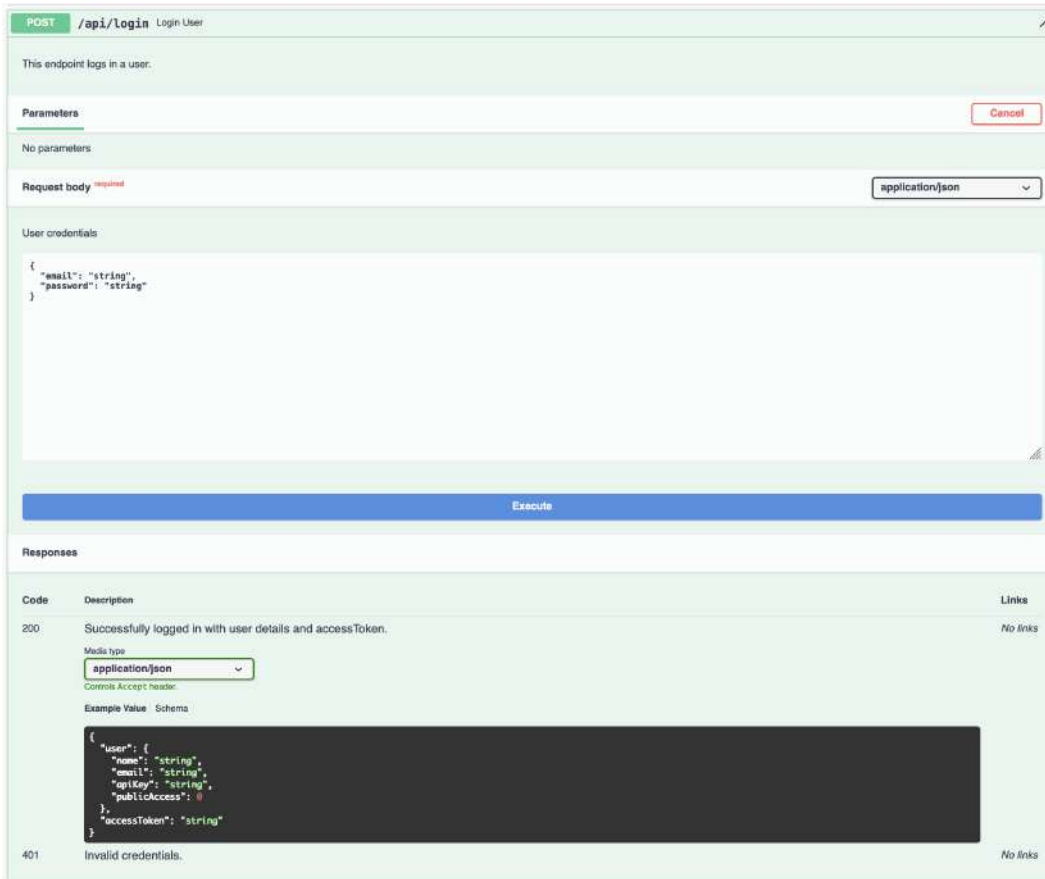 POST /api/login Login User
This endpoint logs in a user.
Parameters
Cancel
No parameters
Request body required
application/json
User credentials
{
"email": "string",
"password": "string"
}
Execute
Responses
Code Description Links
200 Successfully logged in with user details and accessToken. No links
Media type
application/json
Controls Accept header.
Example Value Schema
{
"user": {
"name": "string",
"email": "string",
"apiKey": "string",
"publicAccess": 0
},
"accessToken": "string"
}
401 Invalid credentials. No links